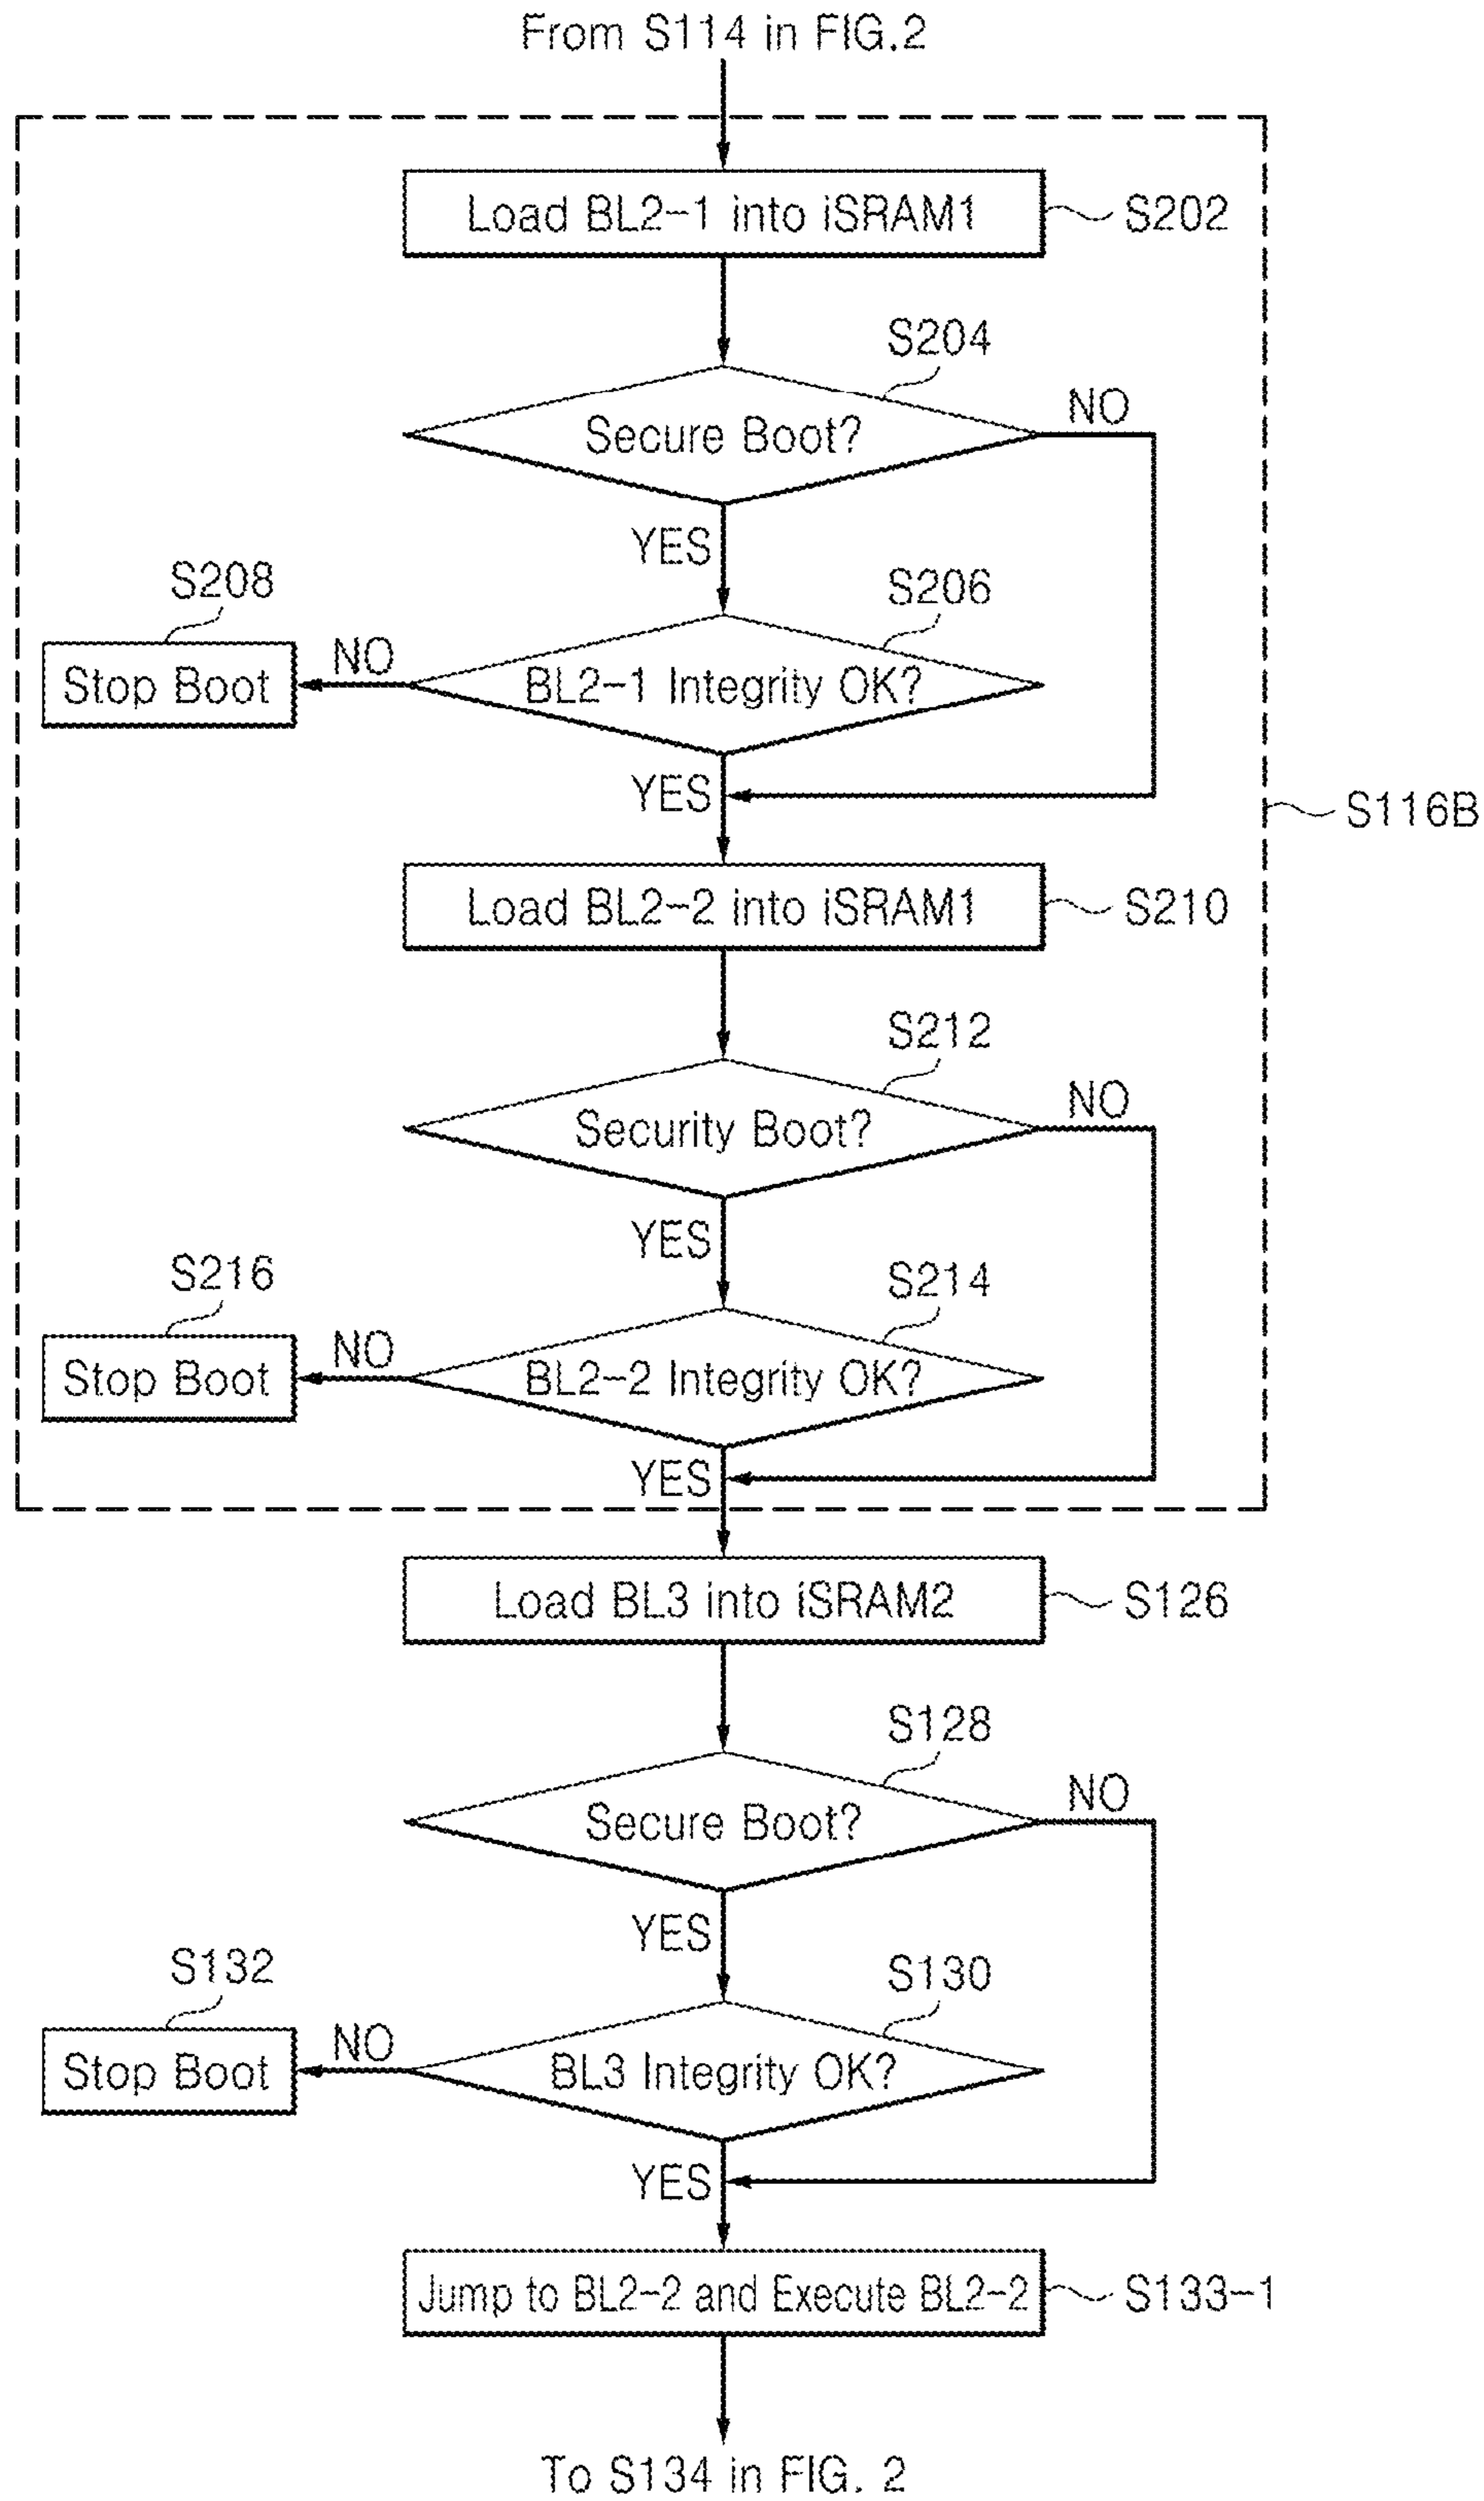 From S114 in FIG.2
Load BL2-1 into iSRAM1
S202
S204
Secure Boot?
NO
YES
S208
S206
Stop Boot
NO
BL2-1 Integrity OK?
YES
S116B
Load BL2-2 into iSRAM1
S210
S212
Security Boot?
NO
YES
S216
S214
Stop Boot
NO
BL2-2 Integrity OK?
YES
Load BL3 into iSRAM2
S126
S128
Secure Boot?
NO
YES
S132
S130
Stop Boot
NO
BL3 Integrity OK?
YES
Jump to BL2-2 and Execute BL2-2
S133-1
To S134 in FIG. 2